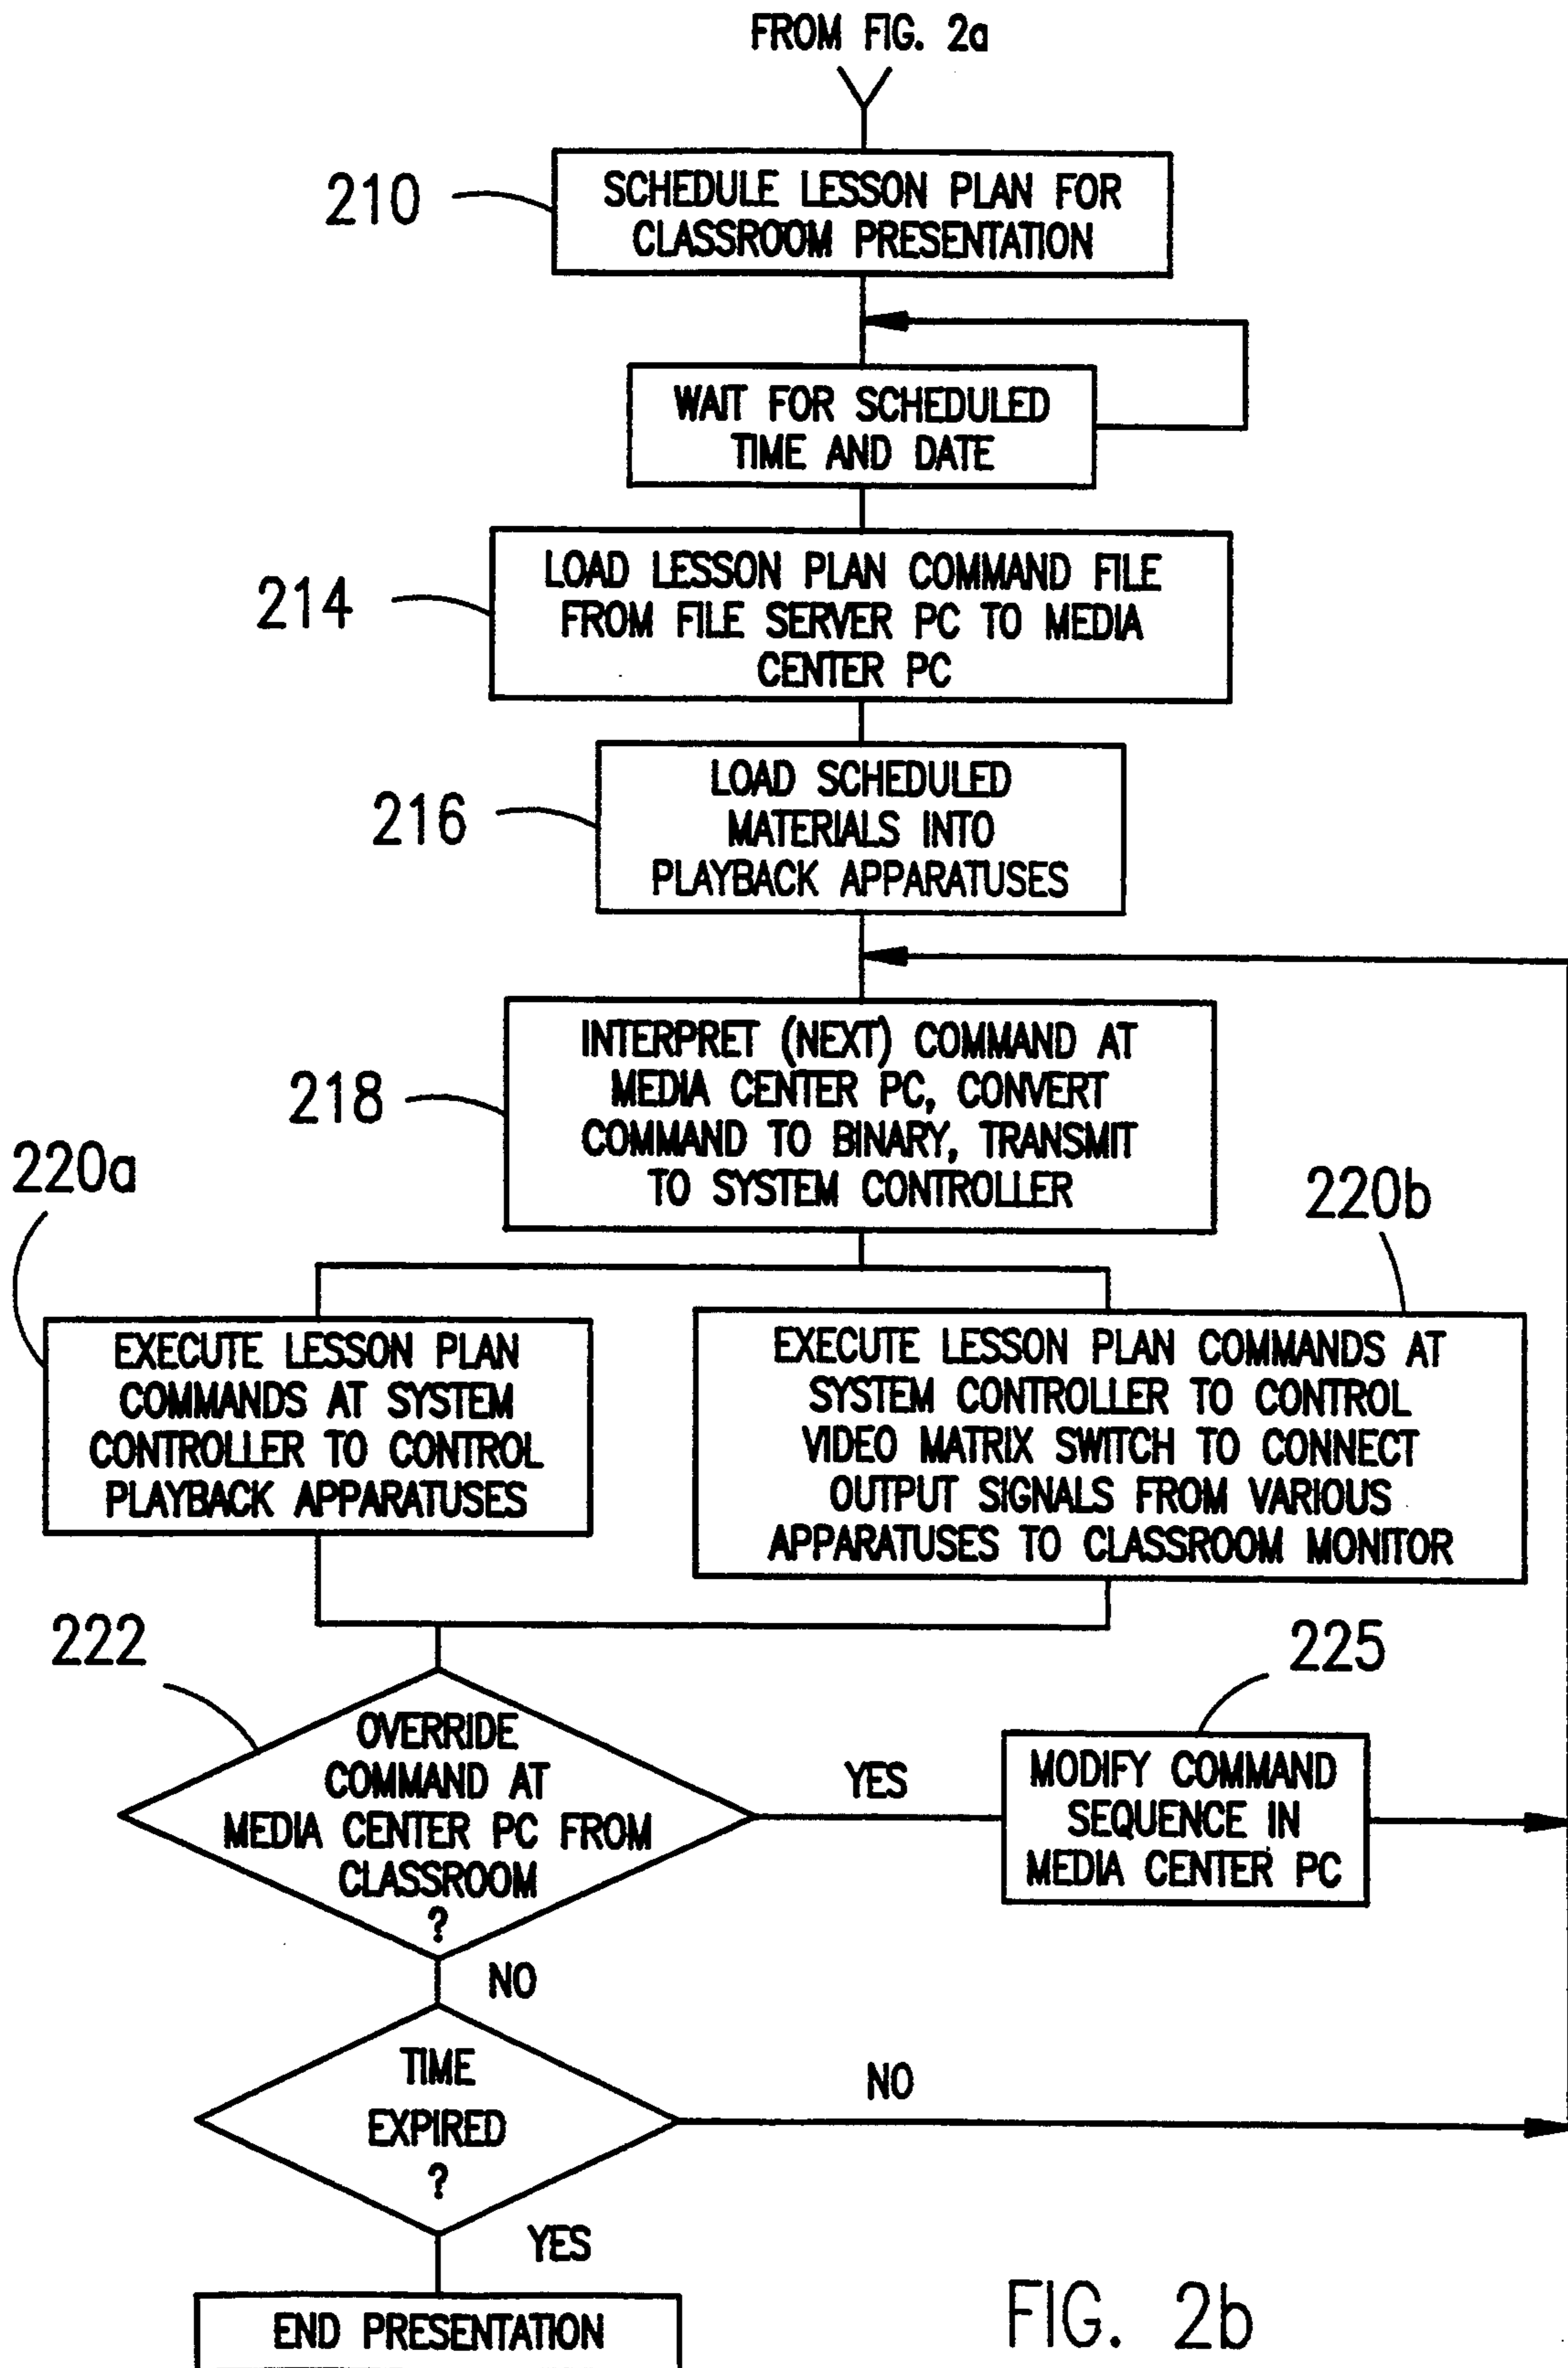 FROM FIG. 2a
210
SCHEDULE LESSON PLAN FOR
CLASSROOM PRESENTATION
WAIT FOR SCHEDULED
TIME AND DATE
214
LOAD LESSON PLAN COMMAND FILE
FROM FILE SERVER PC TO MEDIA
CENTER PC
216
LOAD SCHEDULED
MATERIALS INTO
PLAYBACK APPARATUSES
218
INTERPRET (NEXT) COMMAND AT
MEDIA CENTER PC, CONVERT
COMMAND TO BINARY, TRANSMIT
TO SYSTEM CONTROLLER
220a
EXECUTE LESSON PLAN
COMMANDS AT SYSTEM
CONTROLLER TO CONTROL
PLAYBACK APPARATUSES
220b
EXECUTE LESSON PLAN COMMANDS AT
SYSTEM CONTROLLER TO CONTROL
VIDEO MATRIX SWITCH TO CONNECT
OUTPUT SIGNALS FROM VARIOUS
APPARATUSES TO CLASSROOM MONITOR
222
OVERRIDE
COMMAND AT
MEDIA CENTER PC FROM
CLASSROOM
?
YES
225
MODIFY COMMAND
SEQUENCE IN
MEDIA CENTER PC
NO
TIME
EXPIRED
?
NO
YES
END PRESENTATION
FIG. 2b